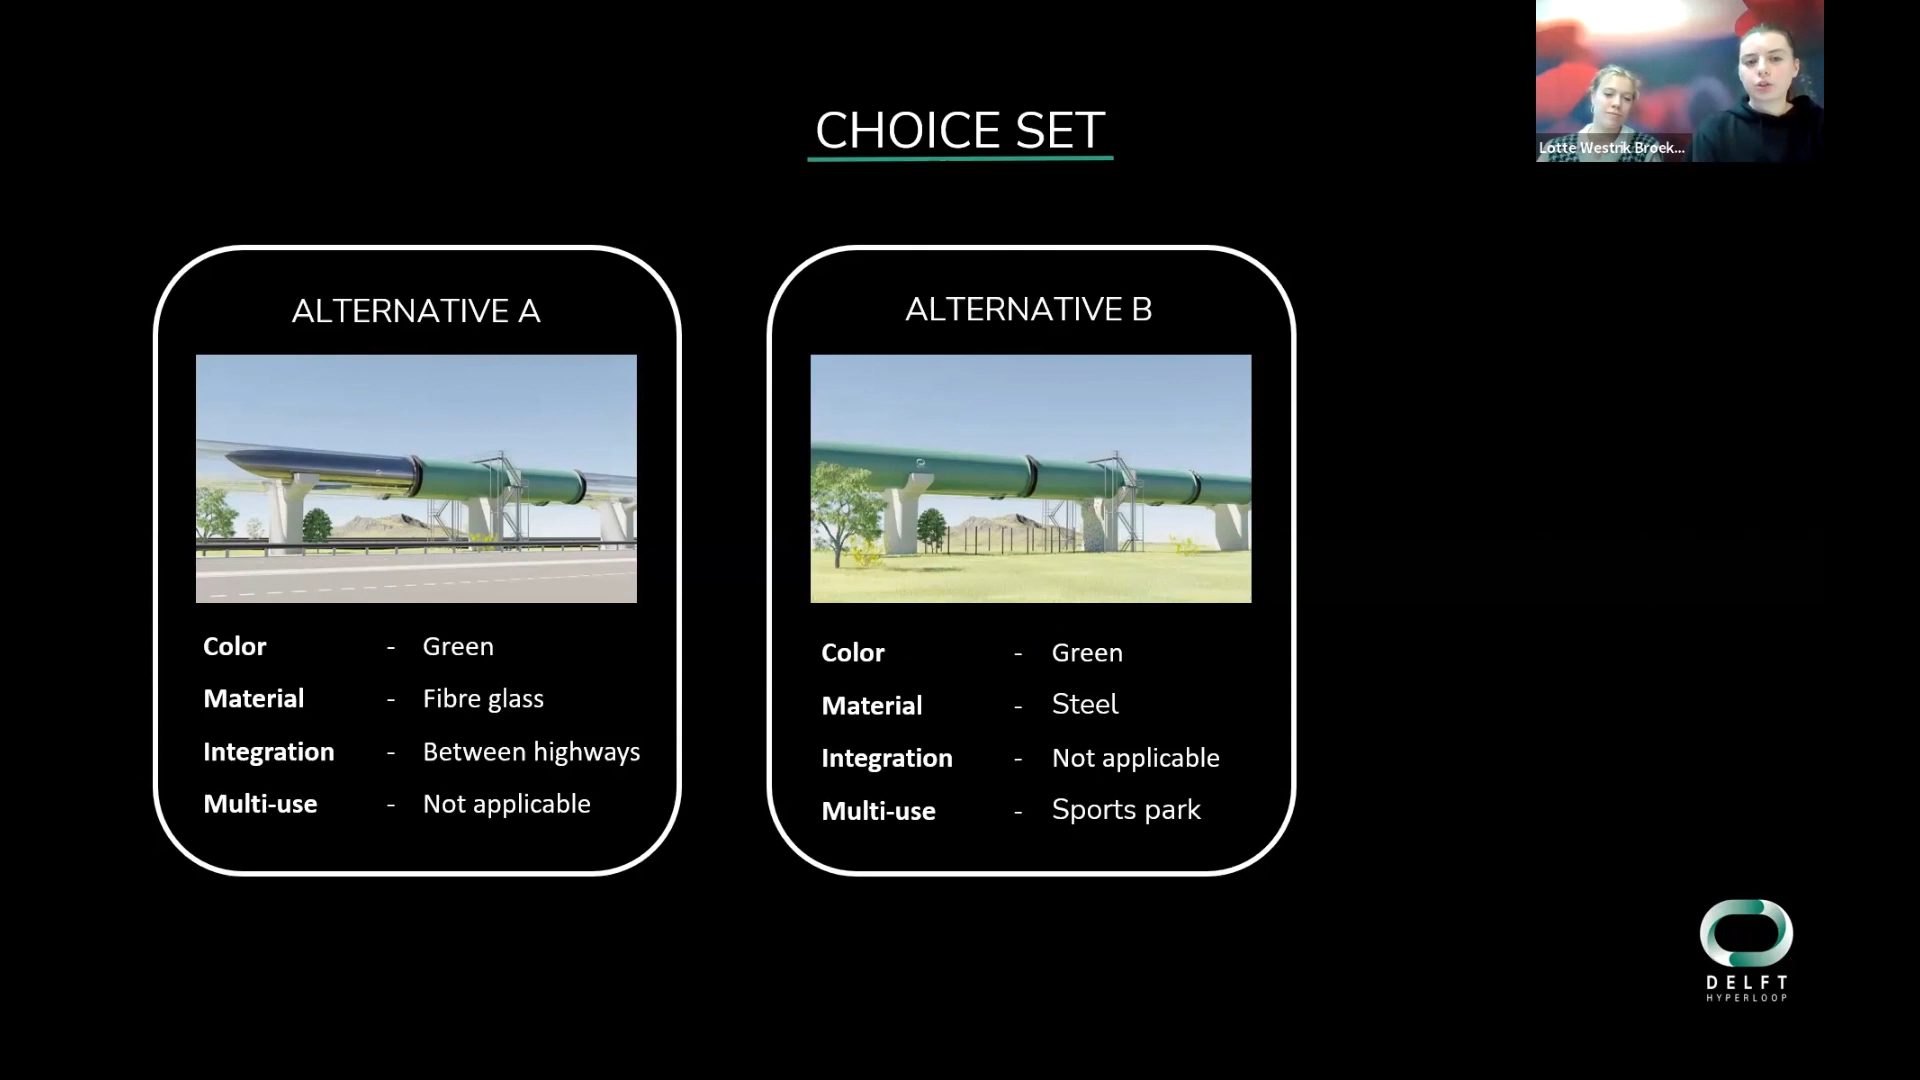 Lotte Westrik Broek...
CHOICE SET
ALTERNATIVE A
Color - Green
Material - Fibre glass
Integration - Between highways
Multi-use - Not applicable
ALTERNATIVE B
Color - Green
Material - Steel
Integration - Not applicable
Multi-use - Sports park
DELFT
HYPERLOOP